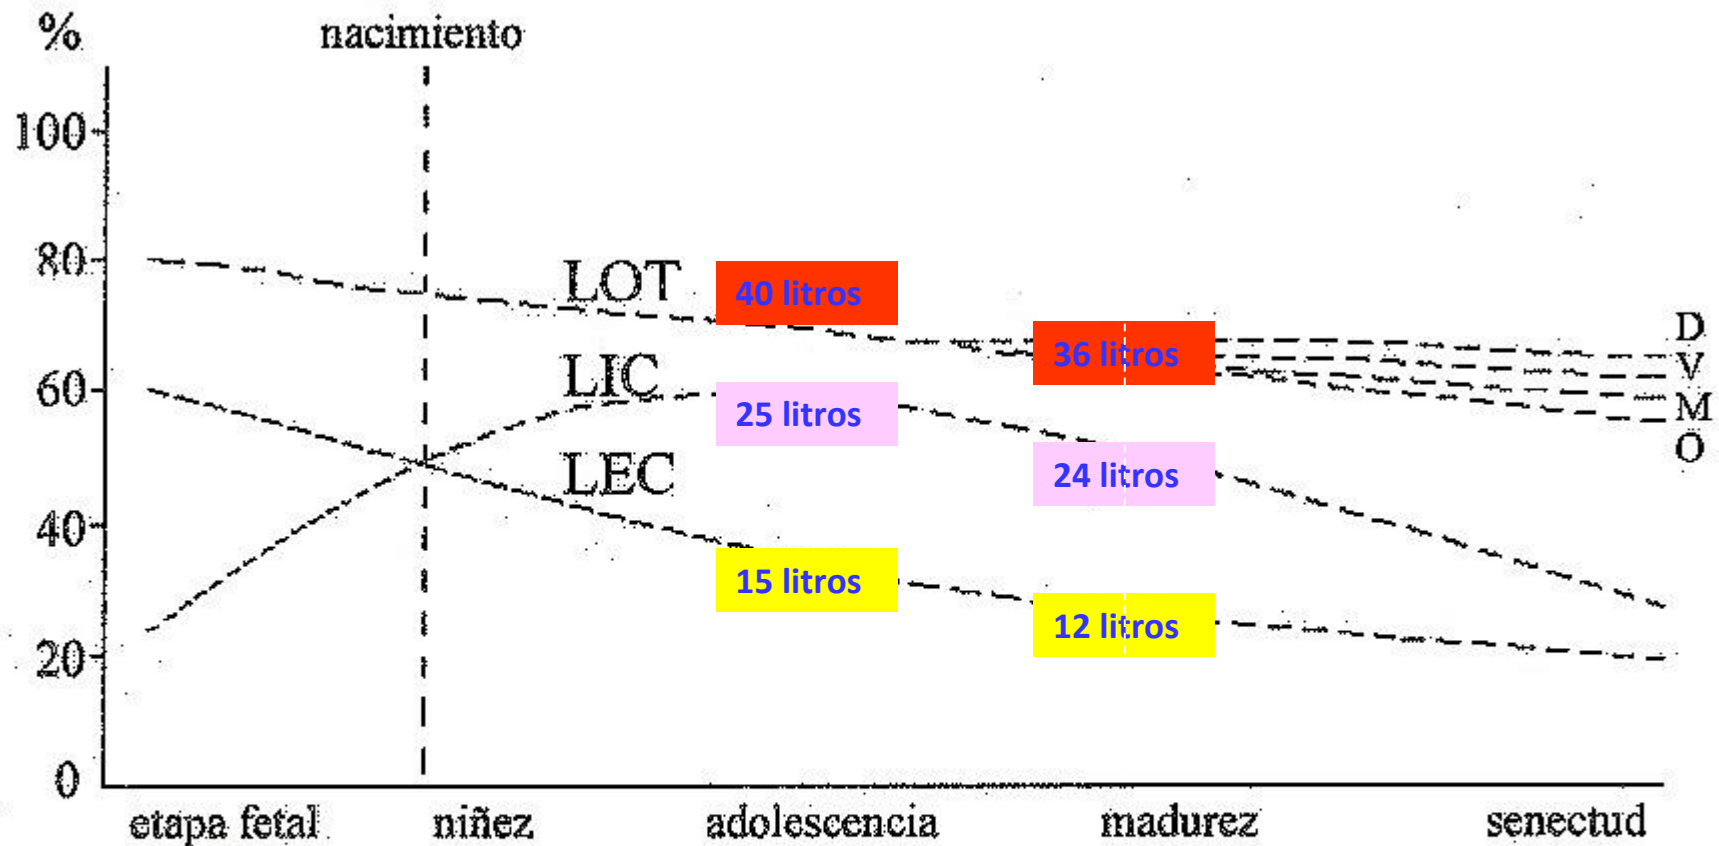 %
nacimiento
100
80
LOT
40 litros
D
36 litros
V
60
LIC
25 litros
M
O
LEC
24 litros
40
15 litros
12 litros
20
0
etapa fetal niñez adolescencia madurez senectud